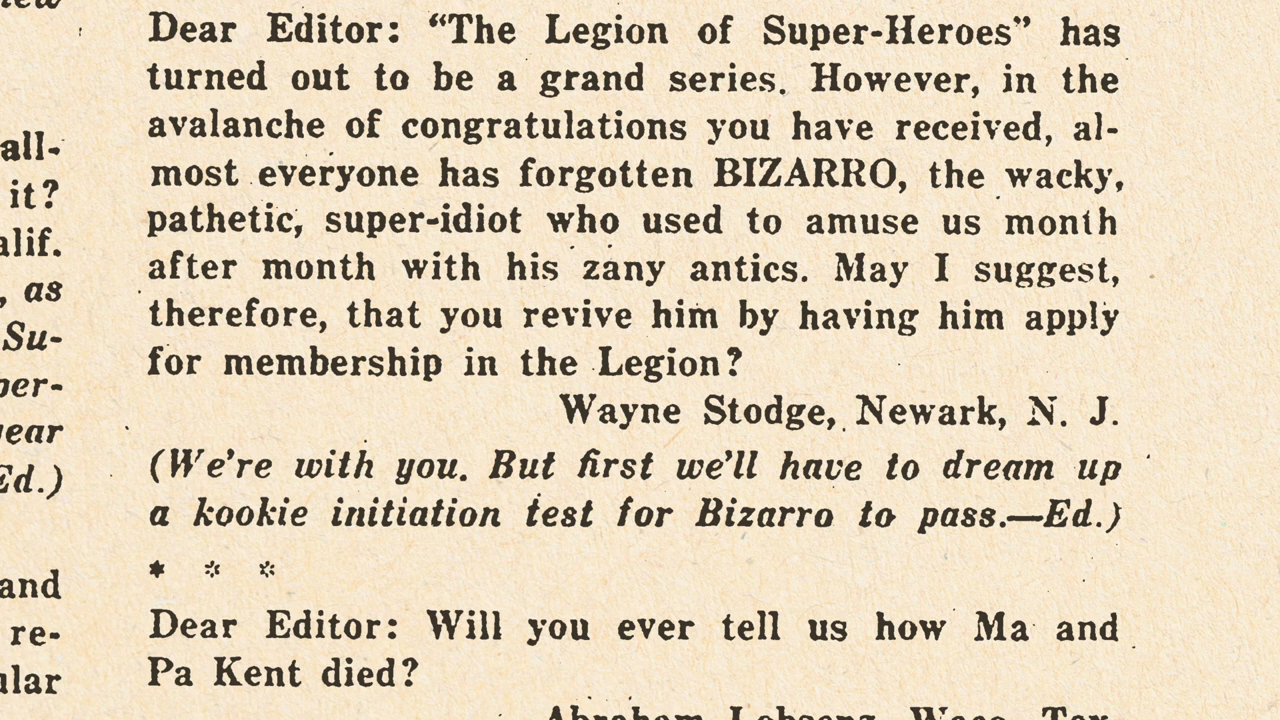 all-
it?
alif.
, as
Su-
per-
year
Ed.)
and
re-
ular
Dear Editor: “The Legion of Super-Heroes” has
turned out to be a grand series. However, in the
avalanche of congratulations you have received, al-
most everyone has forgotten BIZARRO, the wacky,
pathetic, super-idiot who used to amuse us month
after month with his zany antics. May I suggest,
therefore, that you revive him by having him apply
for membership in the Legion?
Wayne Stodge, Newark, N. J.
(We’re with you. But first we’ll have to dream up
a kookie initiation test for Bizarro to pass.—Ed.)
* * *
Dear Editor: Will you ever tell us how Ma and
Pa Kent died?
Abraham Lobsenz, Waco, Tex.